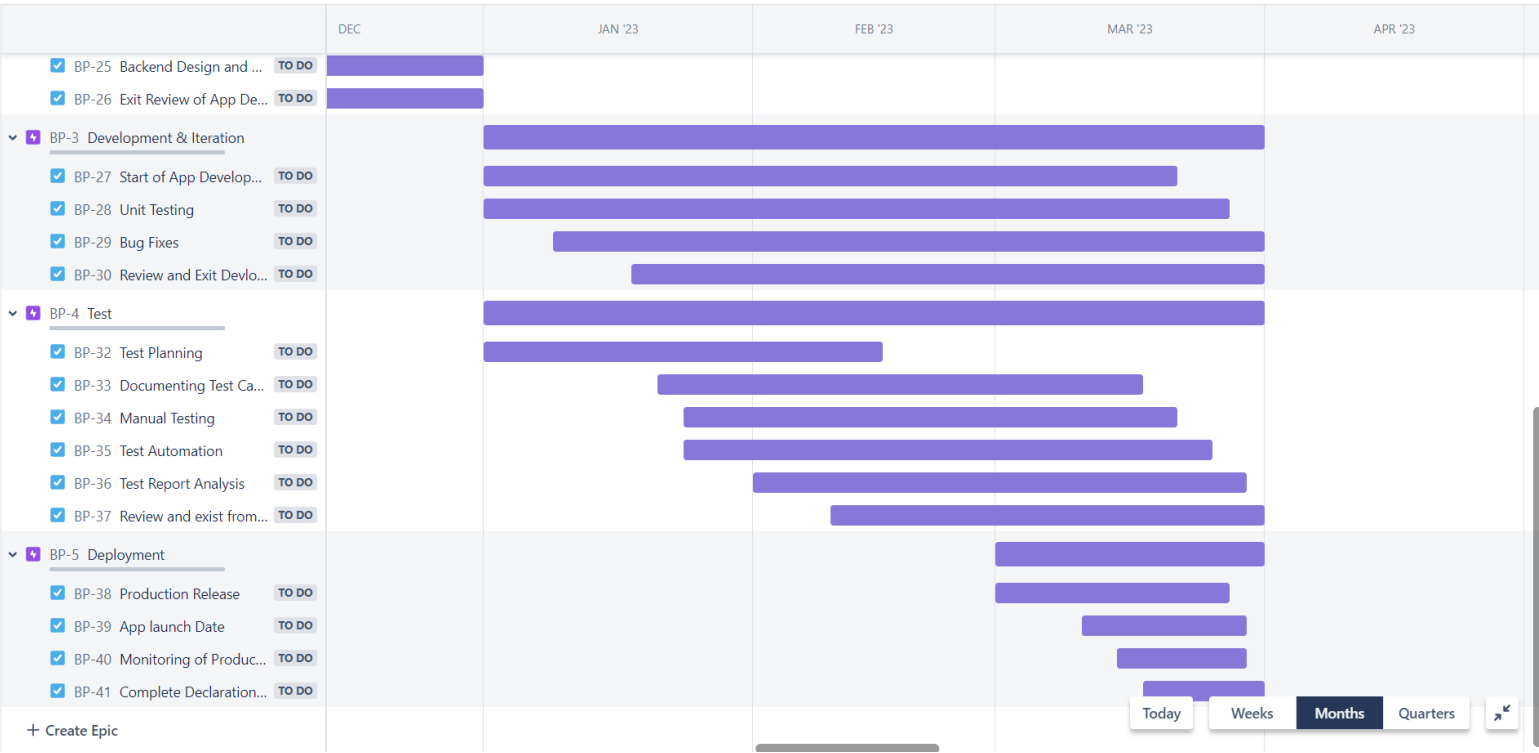 DEC JAN '23 FEB '23 MAR '23 APR '23
BP-25 Backend Design and ... TO DO
BP-26 Exit Review of App De... TO DO
BP-3 Development & Iteration
BP-27 Start of App Develop... TO DO
BP-28 Unit Testing TO DO
BP-29 Bug Fixes TO DO
BP-30 Review and Exit Devlo... TO DO
BP-4 Test
BP-32 Test Planning TO DO
BP-33 Documenting Test Ca... TO DO
BP-34 Manual Testing TO DO
BP-35 Test Automation TO DO
BP-36 Test Report Analysis TO DO
BP-37 Review and exist from... TO DO
BP-5 Deployment
BP-38 Production Release TO DO
BP-39 App launch Date TO DO
BP-40 Monitoring of Produc... TO DO
BP-41 Complete Declaration... TO DO
Today Weeks Months Quarters
+ Create Epic